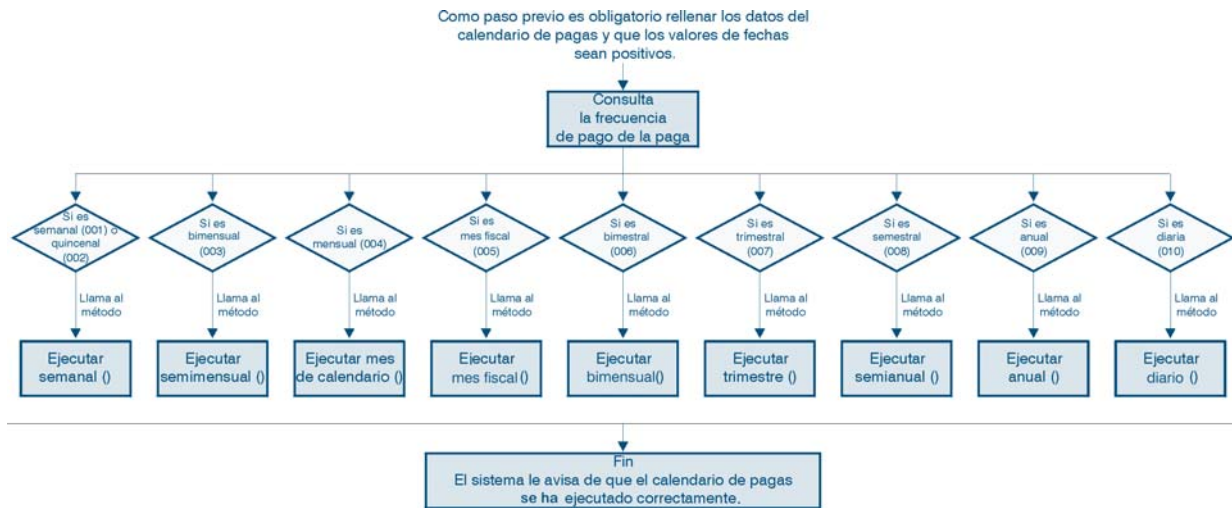 Como paso previo es obligatorio rellenar los datos del
calendario de pagas y que los valores de fechas
sean positivos.
Consulta
la frecuencia
de pago de la paga
Si es
semanal (001) o
quincenal
(002)
Si es
bimensual
(003)
Si es
mensual (004)
Si es
mes fiscal
(005)
Si es
bimestral
(006)
Si es
trimestral
(007)
Si es
semestral
(008)
Si es
anual
(009)
Si es
diaria
(010)
Llama al
método
Llama al
método
Llama al
método
Llama al
método
Llama al
método
Llama al
método
Llama al
método
Llama al
método
Llama al
método
Ejecutar
semanal ()
Ejecutar
semimensual ()
Ejecutar mes
de calendario ()
Ejecutar
mes fiscal()
Ejecutar
bimensual()
Ejecutar
trimestre ()
Ejecutar
semianual ()
Ejecutar
anual ()
Ejecutar
diario ()
Fin
El sistema le avisa de que el calendario de pagas
se ha ejecutado correctamente.